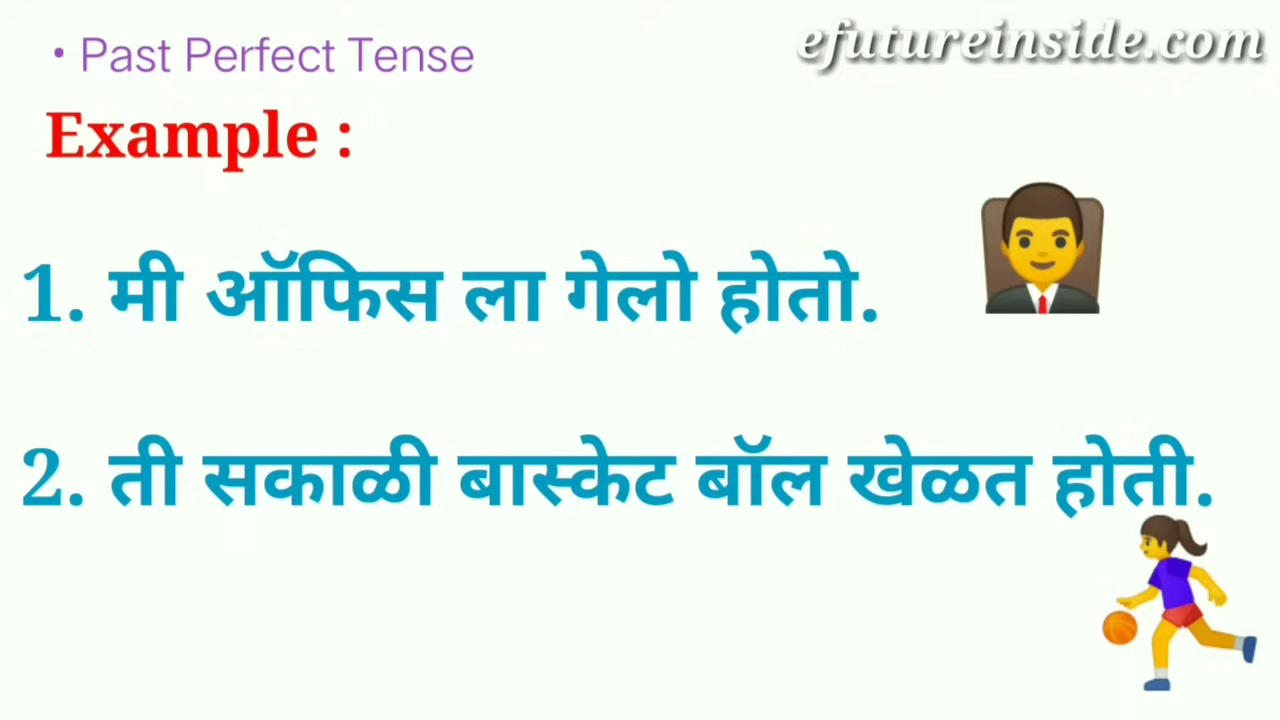 • Past Perfect Tense
efutureinside.com
Example :
1. मी ऑफिस ला गेलो होतो.
2. ती सकाळी बास्केट बॉल खेळत होती.